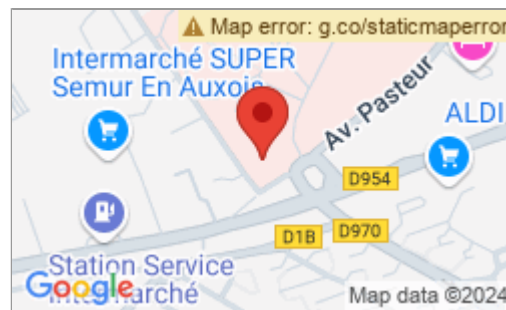 Map error: g.co/staticmaperror
Intermarché SUPER
Semur En Auxois
Av. Pasteur
ALDI
D954
D1B
D970
Station Service
Intermarché
Google
Map data ©2024